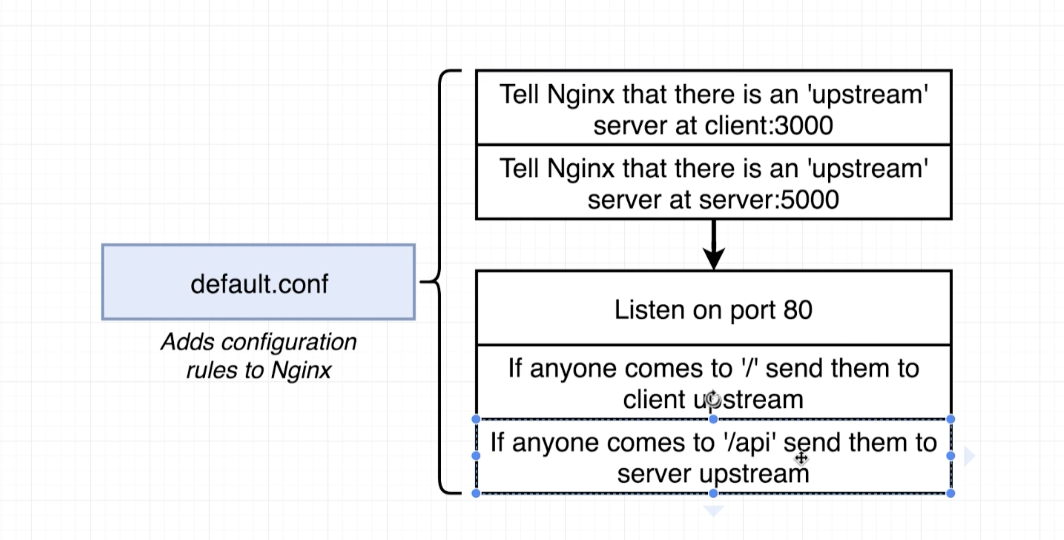 Tell Nginx that there is an 'upstream'
server at client:3000
Tell Nginx that there is an 'upstream'
server at server:5000
default.conf
Adds configuration
rules to Nginx
Listen on port 80
If anyone comes to '/' send them to
client upstream
If anyone comes to '/api' send them to
server upstream